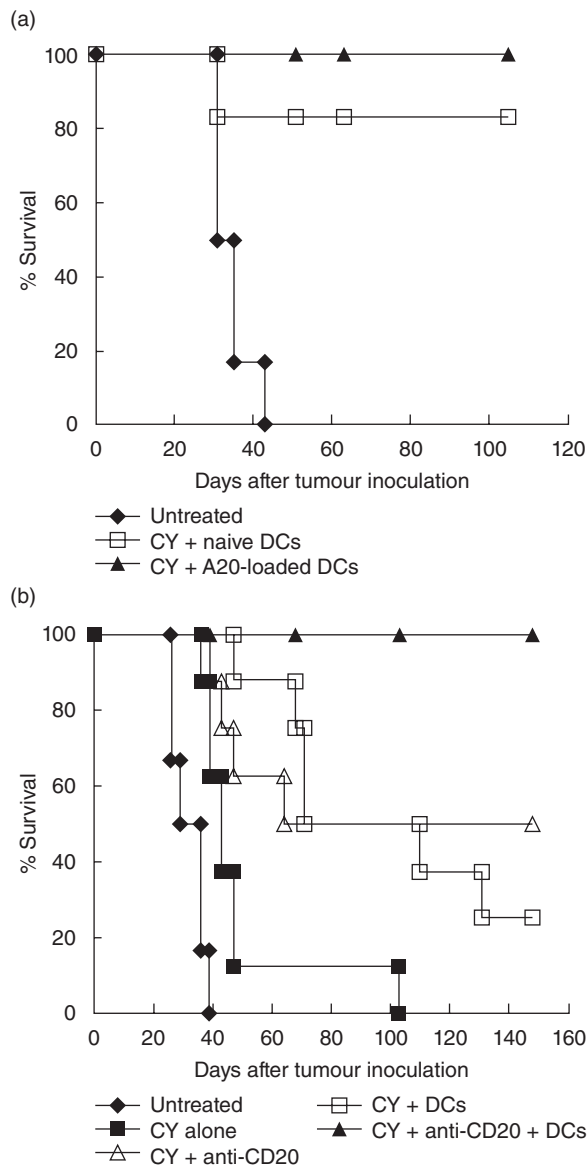 (a)
100
80
60
40
20
0
% Survival
0 20 40 60 80 100 120
Days after tumour inoculation
Untreated
CY + naive DCs
CY + A20-loaded DCs
(b)
100
80
60
40
20
0
% Survival
0 20 40 60 80 100 120 140 160
Days after tumour inoculation
Untreated
CY alone
CY + anti-CD20
CY + DCs
CY + anti-CD20 + DCs